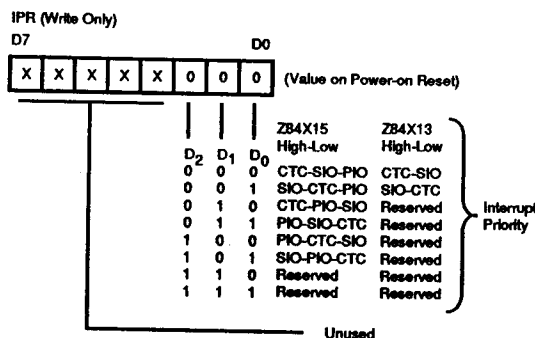 IPR (Write Only)
D7 D0
X X X X X 0 0 0 (Value on Power-on Reset)
Z84X15 Z84X13
High-Low High-Low
D2 D1 D0
0 0 0 CTC-SIO-PIO CTC-SIO
0 0 1 SIO-CTC-PIO SIO-CTC
0 1 0 CTC-PIO-SIO Reserved
0 1 1 PIO-SIO-CTC Reserved
1 0 0 PIO-CTC-SIO Reserved
1 0 1 SIO-PIO-CTC Reserved
1 1 0 Reserved Reserved
1 1 1 Reserved Reserved
Interrupt
Priority
Unused